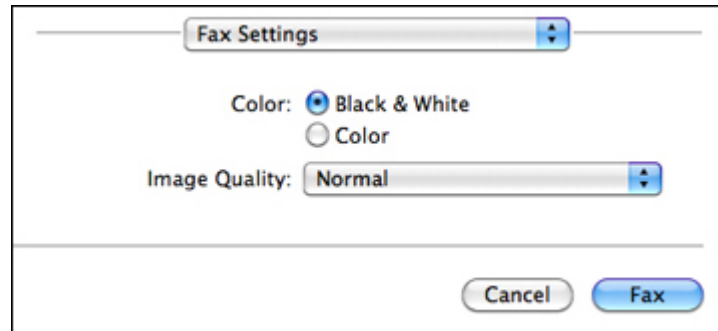 Fax Settings
Color: Black & White
Color
Image Quality: Normal
Cancel Fax